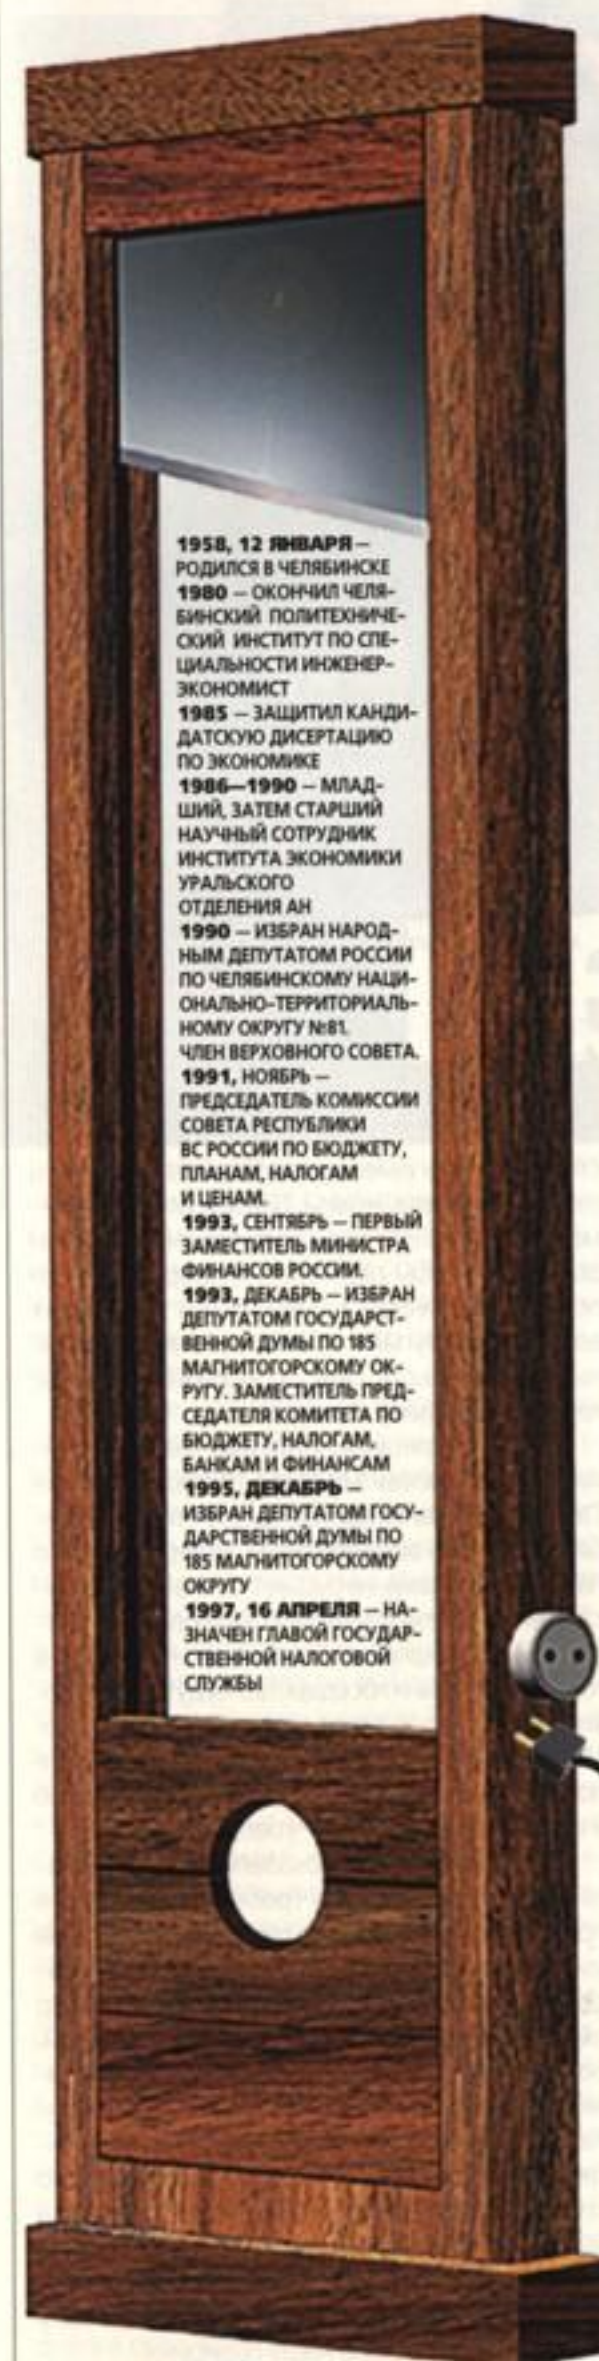 1958, 12 ЯНВАРЯ –
РОДИЛСЯ В ЧЕЛЯБИНСКЕ
1980 – ОКОНЧИЛ ЧЕЛЯ-
БИНСКИЙ ПОЛИТЕХНИЧЕ-
СКИЙ ИНСТИТУТ ПО СПЕ-
ЦИАЛЬНОСТИ ИНЖЕНЕР-
ЭКОНОМИСТ
1985 – ЗАЩИТИЛ КАНДИ-
ДАТСКУЮ ДИСЕРТАЦИЮ
ПО ЭКОНОМИКЕ
1986—1990 – МЛАД-
ШИЙ, ЗАТЕМ СТАРШИЙ
НАУЧНЫЙ СОТРУДНИК
ИНСТИТУТА ЭКОНОМИКИ
УРАЛЬСКОГО
ОТДЕЛЕНИЯ АН
1990 – ИЗБРАН НАРОД-
НЫМ ДЕПУТАТОМ РОССИИ
ПО ЧЕЛЯБИНСКОМУ НАЦИ-
ОНАЛЬНО-ТЕРРИТОРИАЛЬ-
НОМУ ОКРУГУ №81.
ЧЛЕН ВЕРХОВНОГО СОВЕТА.
1991, НОЯБРЬ –
ПРЕДСЕДАТЕЛЬ КОМИССИИ
СОВЕТА РЕСПУБЛИКИ
ВС РОССИИ ПО БЮДЖЕТУ,
ПЛАНАМ, НАЛОГАМ
И ЦЕНАМ.
1993, СЕНТЯБРЬ – ПЕРВЫЙ
ЗАМЕСТИТЕЛЬ МИНИСТРА
ФИНАНСОВ РОССИИ.
1993, ДЕКАБРЬ – ИЗБРАН
ДЕПУТАТОМ ГОСУДАРСТ-
ВЕННОЙ ДУМЫ ПО 185
МАГНИТОГОРСКОМУ ОК-
РУГУ. ЗАМЕСТИТЕЛЬ ПРЕД-
СЕДАТЕЛЯ КОМИТЕТА ПО
БЮДЖЕТУ, НАЛОГАМ,
БАНКАМ И ФИНАНСАМ
1995, ДЕКАБРЬ –
ИЗБРАН ДЕПУТАТОМ ГОСУ-
ДАРСТВЕННОЙ ДУМЫ ПО
185 МАГНИТОГОРСКОМУ
ОКРУГУ
1997, 16 АПРЕЛЯ – НА-
ЗНАЧЕН ГЛАВОЙ ГОСУДАР-
СТВЕННОЙ НАЛОГОВОЙ
СЛУЖБЫ